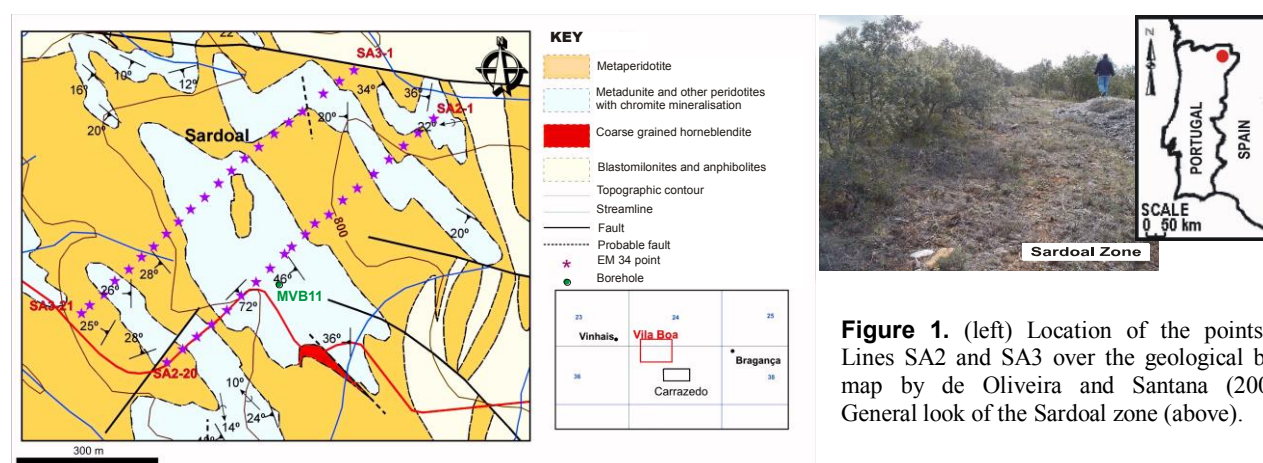 SA3-1
22
10º
12º
16º
20º
34º
36º
SA2-1
22º
20º
Sardoal
800
20º
28º
26º
46º
MVB11
SA3-21
25º
28º
72º
36º
SA2-20
10º
14º
24º
300 m
KEY
Metaperidotite
Metadunite and other peridotites
with chromite mineralisation
Coarse grained horneblendite
Blastomilonites and anphibolites
Topographic contour
Streamline
Fault
Probable fault
EM 34 point
Borehole
23
24
25
Vinhais
Vila Boa
Bragança
36
38
Carrazedo
Sardoal Zone
N
PORTUGAL
SPAIN
SCALE
0 50 km
Figure 1. (left) Location of the points
Lines SA2 and SA3 over the geological b
map by de Oliveira and Santana (200
General look of the Sardoal zone (above).